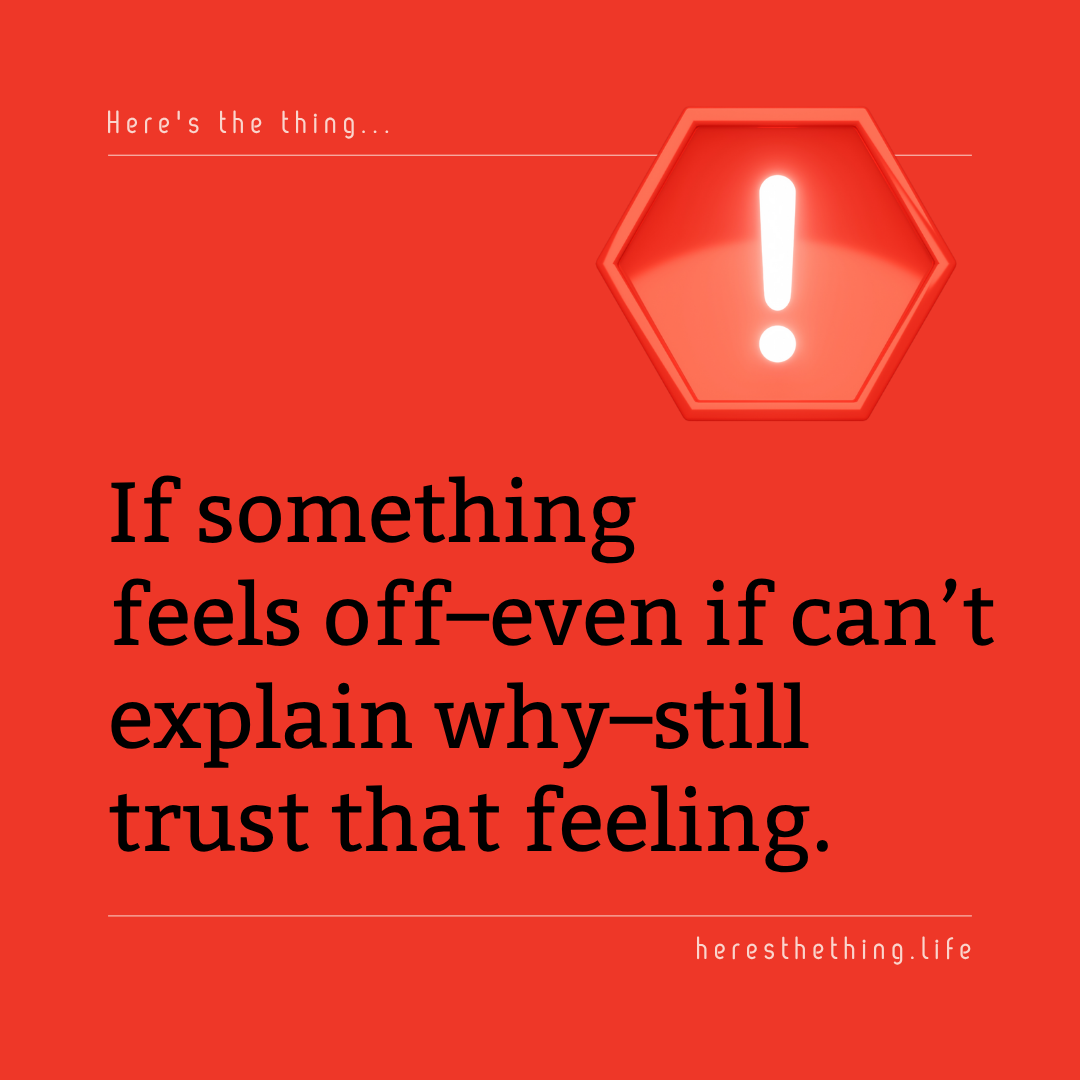 Here's the thing...
!
If something
feels off–even if can’t
explain why–still
trust that feeling.
heresthething.life